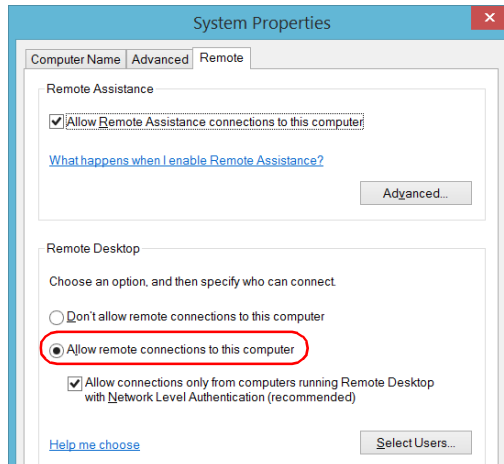 System Properties
Computer Name
Advanced
Remote
Remote Assistance
Allow Remote Assistance connections to this computer
What happens when I enable Remote Assistance?
Advanced...
Remote Desktop
Choose an option, and then specify who can connect.
Don't allow remote connections to this computer
Allow remote connections to this computer
Allow connections only from computers running Remote Desktop
with Network Level Authentication (recommended)
Help me choose
Select Users...